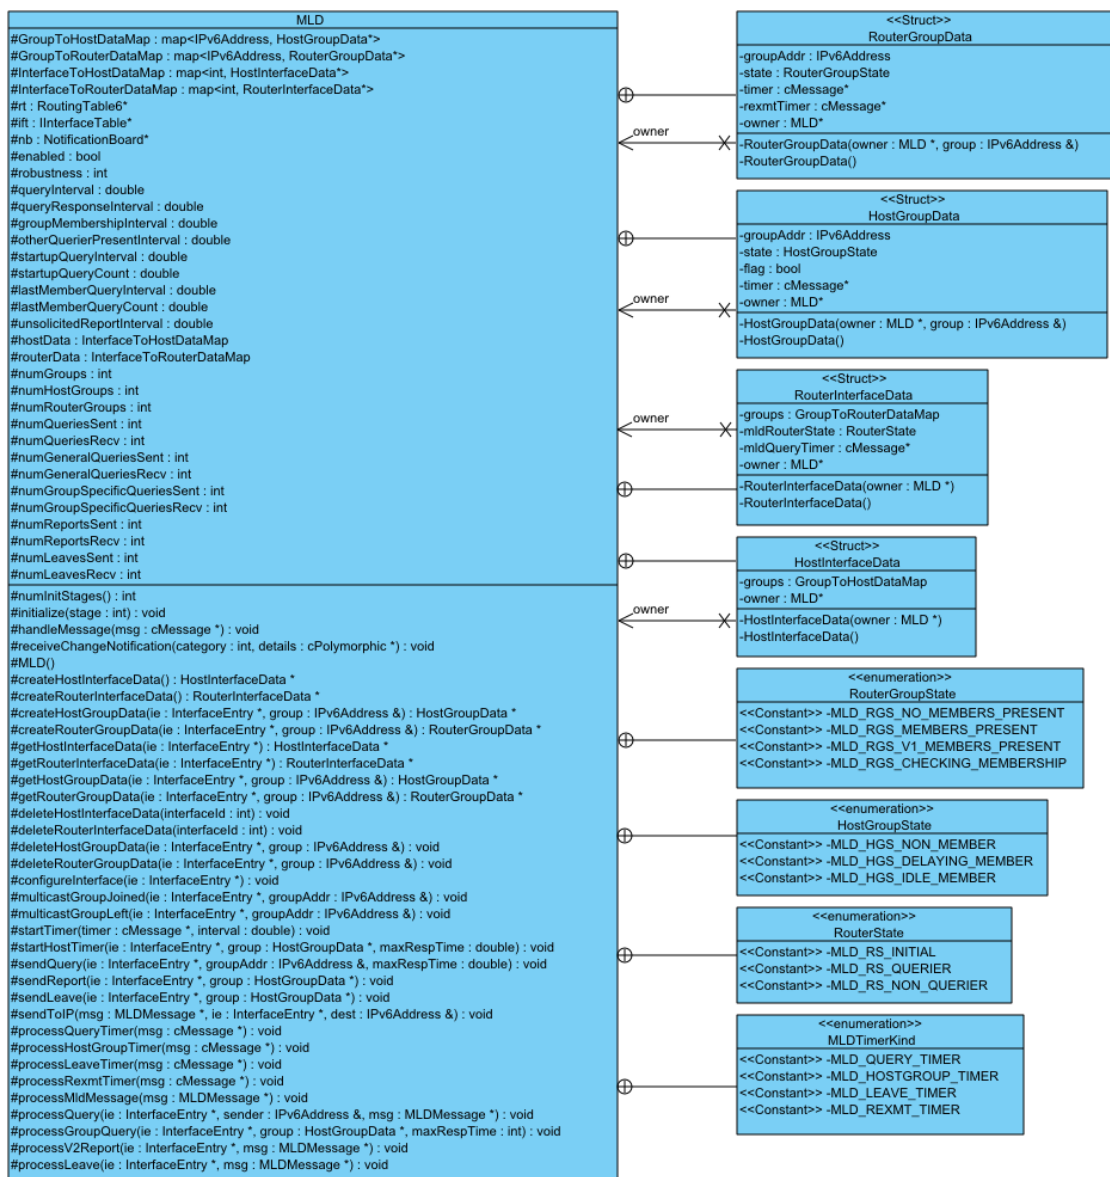 MLD
#GroupToHostDataMap : map<IPv6Address, HostGroupData*>
#GroupToRouterDataMap : map<IPv6Address, RouterGroupData*>
#InterfaceToHostDataMap : map<int, HostInterfaceData*>
#InterfaceToRouterDataMap : map<int, RouterInterfaceData*>
#rt : RoutingTable6*
#ift : IInterfaceTable*
#nb : NotificationBoard*
#enabled : bool
#robustness : int
#queryInterval : double
#queryResponseInterval : double
#groupMembershipInterval : double
#otherQuerierPresentInterval : double
#startupQueryInterval : double
#startupQueryCount : double
#lastMemberQueryInterval : double
#lastMemberQueryCount : double
#unsolicitedReportInterval : double
#hostData : InterfaceToHostDataMap
#routerData : InterfaceToRouterDataMap
#numGroups : int
#numHostGroups : int
#numRouterGroups : int
#numQueriesSent : int
#numQueriesRecv : int
#numGeneralQueriesSent : int
#numGeneralQueriesRecv : int
#numGroupSpecificQueriesSent : int
#numGroupSpecificQueriesRecv : int
#numReportsSent : int
#numReportsRecv : int
#numLeavesSent : int
#numLeavesRecv : int
#numInitStages() : int
#initialize(stage : int) : void
#handleMessage(msg : cMessage *) : void
#receiveChangeNotification(category : int, details : cPolymorphic *) : void
#MLD()
#createHostInterfaceData() : HostInterfaceData *
#createRouterInterfaceData() : RouterInterfaceData *
#createHostGroupData(ie : InterfaceEntry *, group : IPv6Address &) : HostGroupData *
#createRouterGroupData(ie : InterfaceEntry *, group : IPv6Address &) : RouterGroupData *
#getHostInterfaceData(ie : InterfaceEntry *) : HostInterfaceData *
#getRouterInterfaceData(ie : InterfaceEntry *) : RouterInterfaceData *
#getHostGroupData(ie : InterfaceEntry *, group : IPv6Address &) : HostGroupData *
#getRouterGroupData(ie : InterfaceEntry *, group : IPv6Address &) : RouterGroupData *
#deleteHostInterfaceData(interfaceId : int) : void
#deleteRouterInterfaceData(interfaceId : int) : void
#deleteHostGroupData(ie : InterfaceEntry *, group : IPv6Address &) : void
#deleteRouterGroupData(ie : InterfaceEntry *, group : IPv6Address &) : void
#configureInterface(ie : InterfaceEntry *) : void
#multicastGroupJoined(ie : InterfaceEntry *, groupAddr : IPv6Address &) : void
#multicastGroupLeft(ie : InterfaceEntry *, groupAddr : IPv6Address &) : void
#startTimer(timer : cMessage *, interval : double) : void
#startHostTimer(ie : InterfaceEntry *, group : HostGroupData *, maxRespTime : double) : void
#sendQuery(ie : InterfaceEntry *, groupAddr : IPv6Address &, maxRespTime : double) : void
#sendReport(ie : InterfaceEntry *, group : HostGroupData *) : void
#sendLeave(ie : InterfaceEntry *, group : HostGroupData *) : void
#sendToIP(msg : MLDMessage *, ie : InterfaceEntry *, dest : IPv6Address &) : void
#processQueryTimer(msg : cMessage *) : void
#processHostGroupTimer(msg : cMessage *) : void
#processLeaveTimer(msg : cMessage *) : void
#processRexmtTimer(msg : cMessage *) : void
#processMldMessage(msg : MLDMessage *) : void
#processQuery(ie : InterfaceEntry *, sender : IPv6Address &, msg : MLDMessage *) : void
#processGroupQuery(ie : InterfaceEntry *, group : HostGroupData *, maxRespTime : int) : void
#processV2Report(ie : InterfaceEntry *, msg : MLDMessage *) : void
#processLeave(ie : InterfaceEntry *, msg : MLDMessage *) : void
owner
owner
owner
owner
<<Struct>>
RouterGroupData
-groupAddr : IPv6Address
-state : RouterGroupState
-timer : cMessage*
-rexmtTimer : cMessage*
-owner : MLD*
-RouterGroupData(owner : MLD *, group : IPv6Address &)
-RouterGroupData()
<<Struct>>
HostGroupData
-groupAddr : IPv6Address
-state : HostGroupState
-flag : bool
-timer : cMessage*
-owner : MLD*
-HostGroupData(owner : MLD *, group : IPv6Address &)
-HostGroupData()
<<Struct>>
RouterInterfaceData
-groups : GroupToRouterDataMap
-mldRouterState : RouterState
-mldQueryTimer : cMessage*
-owner : MLD*
-RouterInterfaceData(owner : MLD *)
-RouterInterfaceData()
<<Struct>>
HostInterfaceData
-groups : GroupToHostDataMap
-owner : MLD*
-HostInterfaceData(owner : MLD *)
-HostInterfaceData()
<<enumeration>>
RouterGroupState
<<Constant>> -MLD_RGS_NO_MEMBERS_PRESENT
<<Constant>> -MLD_RGS_MEMBERS_PRESENT
<<Constant>> -MLD_RGS_V1_MEMBERS_PRESENT
<<Constant>> -MLD_RGS_CHECKING_MEMBERSHIP
<<enumeration>>
HostGroupState
<<Constant>> -MLD_HGS_NON_MEMBER
<<Constant>> -MLD_HGS_DELAYING_MEMBER
<<Constant>> -MLD_HGS_IDLE_MEMBER
<<enumeration>>
RouterState
<<Constant>> -MLD_RS_INITIAL
<<Constant>> -MLD_RS_QUERIER
<<Constant>> -MLD_RS_NON_QUERIER
<<enumeration>>
MLDTimerKind
<<Constant>> -MLD_QUERY_TIMER
<<Constant>> -MLD_HOSTGROUP_TIMER
<<Constant>> -MLD_LEAVE_TIMER
<<Constant>> -MLD_REXMT_TIMER